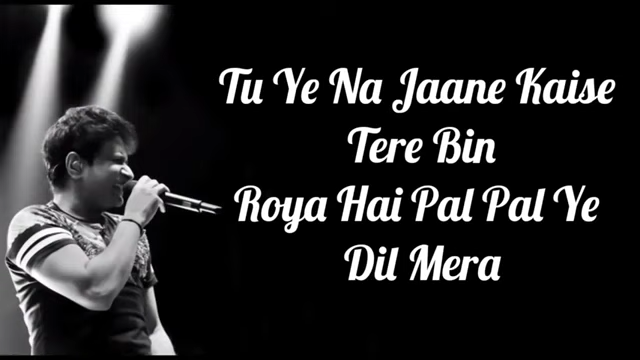 Tu Ye Na Jaane Kaise
Tere Bin
Roya Hai Pal Pal Ye
Dil Mera